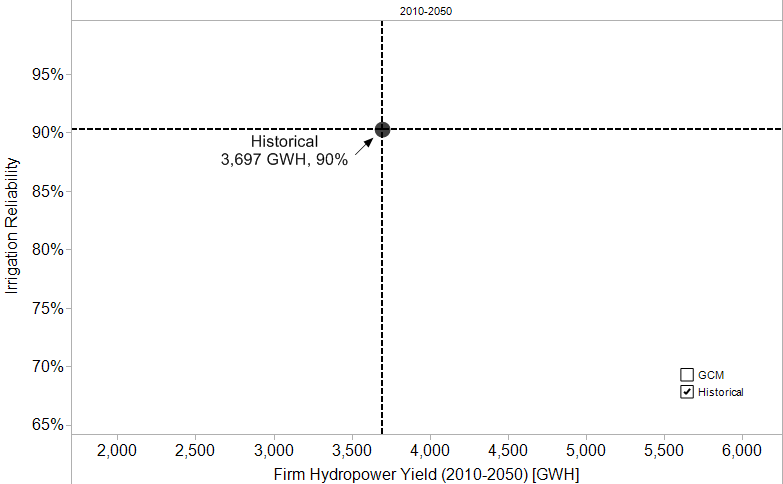 2010-2050
95%
90%
85%
80%
75%
70%
65%
Irrigation Reliability
Historical
3,697 GWH, 90%
GCM
Historical
2,000 2,500 3,000 3,500 4,000 4,500 5,000 5,500 6,000
Firm Hydropower Yield (2010-2050) [GWH]